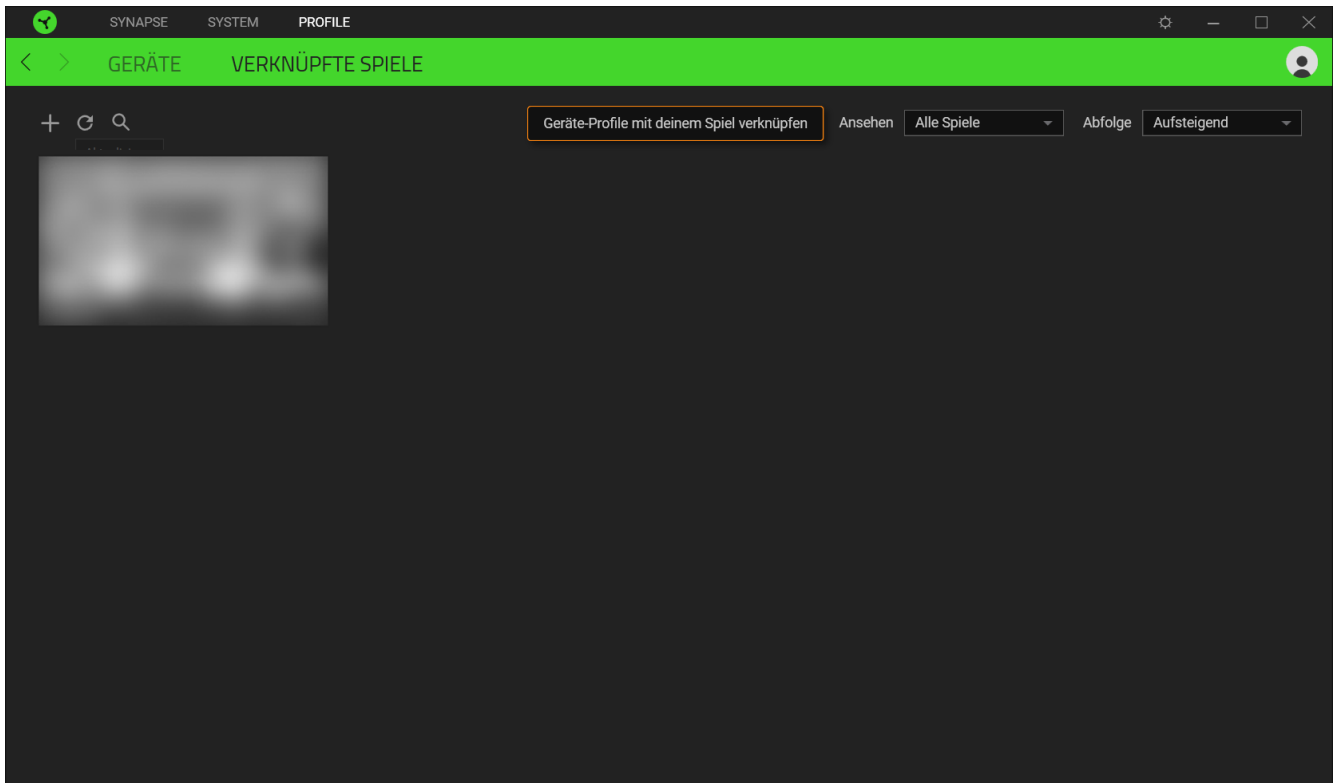 SYNAPSE SYSTEM PROFILE
GERÄTE VERKNÜPFTE SPIELE
Geräte-Profile mit deinem Spiel verknüpfen Ansehen Alle Spiele Abfolge Aufsteigend